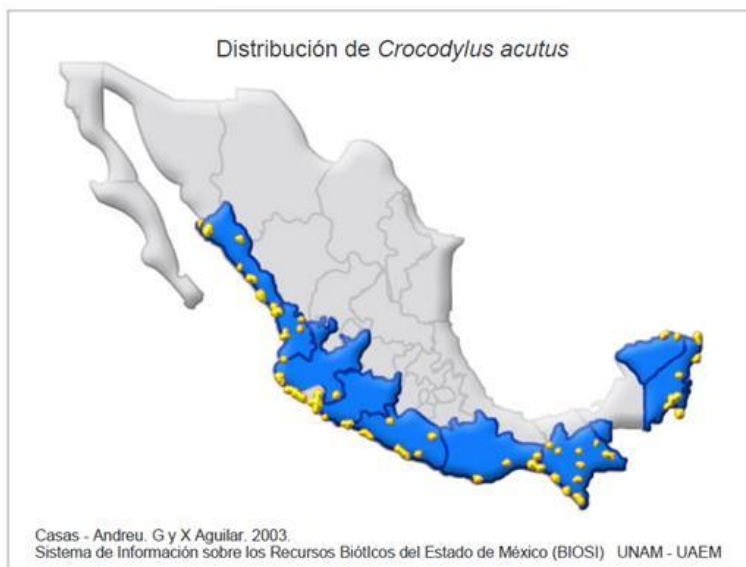 Distribución de Crocodylus acutus
Casas - Andreu. G y X Aguilar. 2003.
Sistema de Información sobre los Recursos Biótlcos del Estado de México (BIOSI) UNAM - UAEM